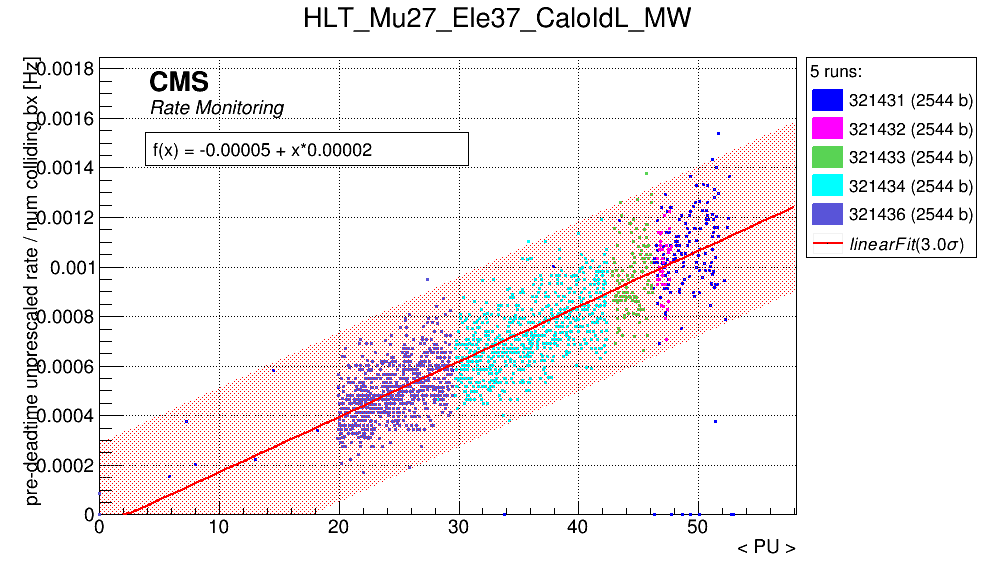 HLT_Mu27_Ele37_CaloIdL_MW
pre-deadtime unprescaled rate / num colliding bx [Hz]
0.0018
0.0016
0.0014
0.0012
0.001
0.0008
0.0006
0.0004
0.0002
0
CMS
Rate Monitoring
f(x) = -0.00005 + x*0.00002
0 10 20 30 40 50
< PU >
5 runs:
321431 (2544 b)
321432 (2544 b)
321433 (2544 b)
321434 (2544 b)
321436 (2544 b)
linearFit(3.0σ)